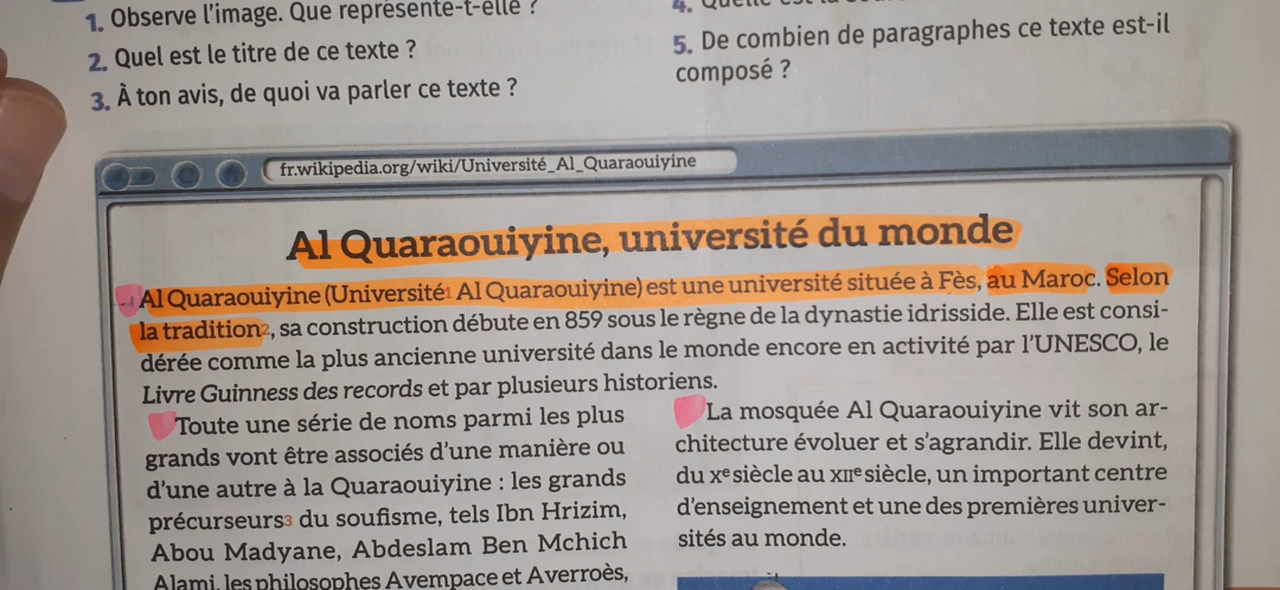 1. Observe l'image. Que représente-t-elle ?
2. Quel est le titre de ce texte ?
3. À ton avis, de quoi va parler ce texte ?
4.
5. De combien de paragraphes ce texte est-il
composé ?
fr.wikipedia.org/wiki/Université_Al_Quaraouiyine
Al Quaraouiyine, université du monde
Al Quaraouiyine (Université1 Al Quaraouiyine) est une université située à Fès, au Maroc. Selon
la tradition2, sa construction débute en 859 sous le règne de la dynastie idrisside. Elle est consi-
dérée comme la plus ancienne université dans le monde encore en activité par l'UNESCO, le
Livre Guinness des records et par plusieurs historiens.
Toute une série de noms parmi les plus
grands vont être associés d'une manière ou
d'une autre à la Quaraouiyine : les grands
précurseurs3 du soufisme, tels Ibn Hrizim,
Abou Madyane, Abdeslam Ben Mchich
Alami, les philosophes Avempace et Averroès,
La mosquée Al Quaraouiyine vit son ar-
chitecture évoluer et s'agrandir. Elle devint,
du xe siècle au XIIe siècle, un important centre
d'enseignement et une des premières univer-
sités au monde.